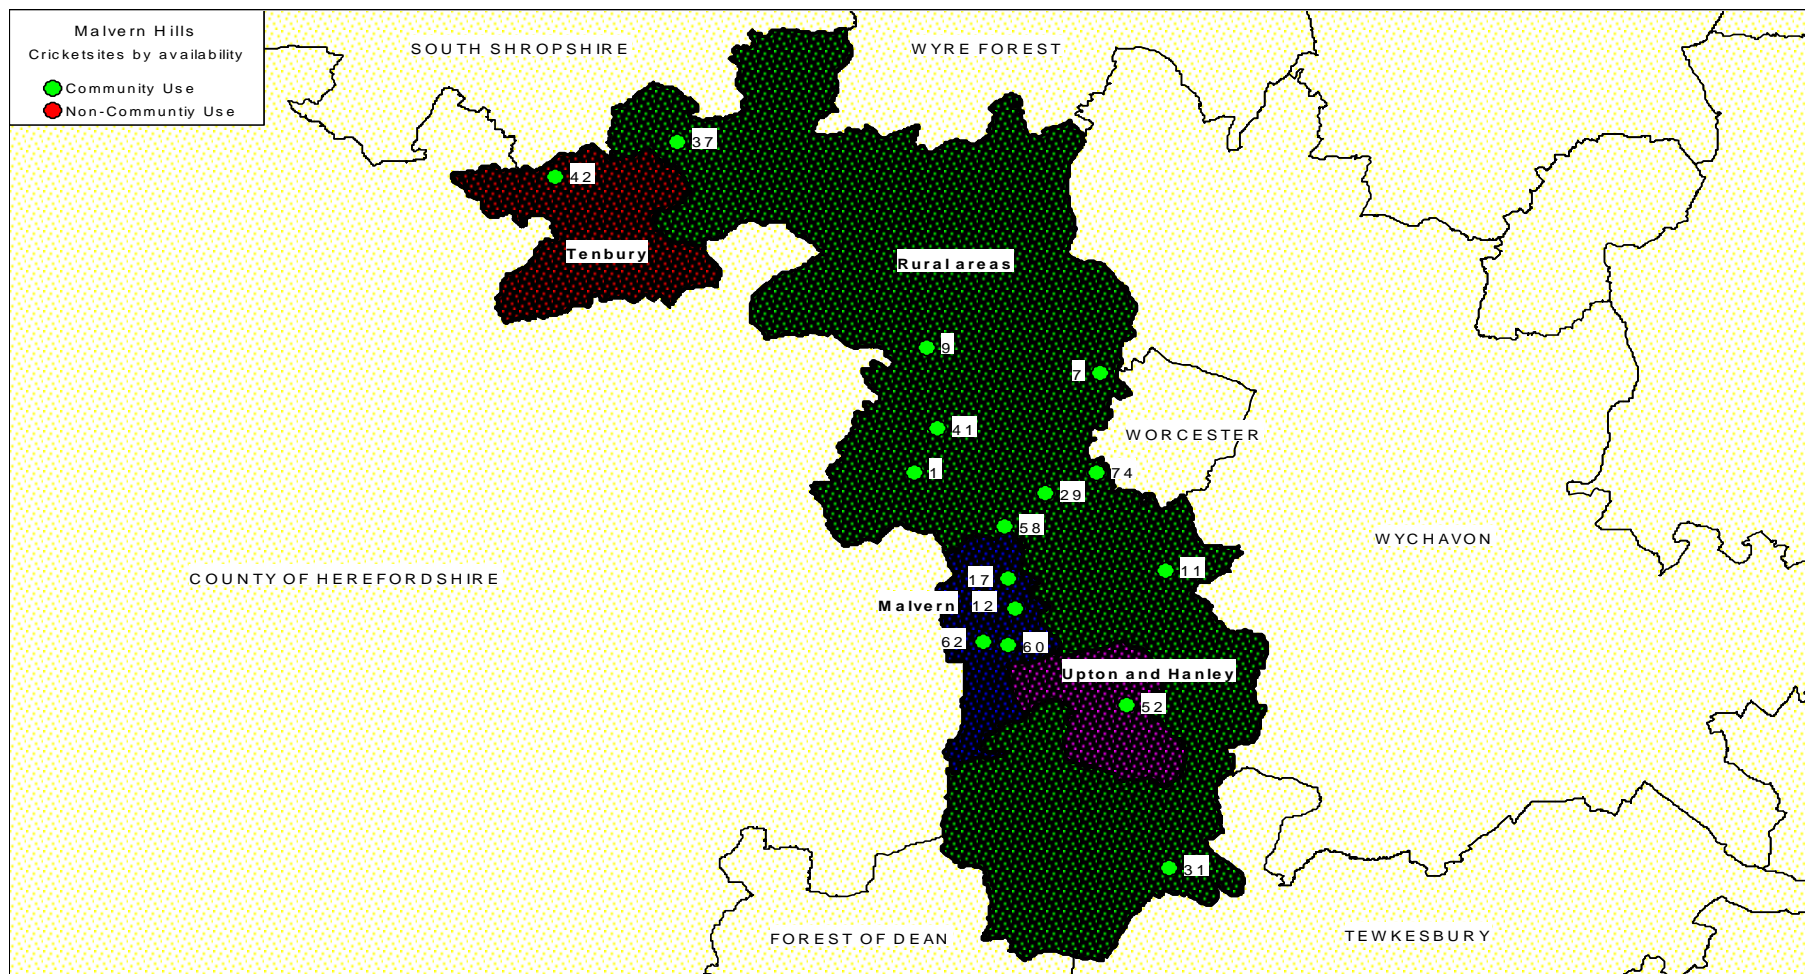 Malvern Hills
Cricketsites by availability
Community Use
Non-Communtiy Use
SOUTH SHROPSHIRE
WYRE FOREST
37
42
Tenbury
Rural areas
9
7
41
WORCESTER
1
74
29
58
WYCHAVON
11
COUNTY OF HEREFORDSHIRE
17
Malvern
12
62
60
Upton and Hanley
52
31
FOREST OF DEAN
TEWKESBURY